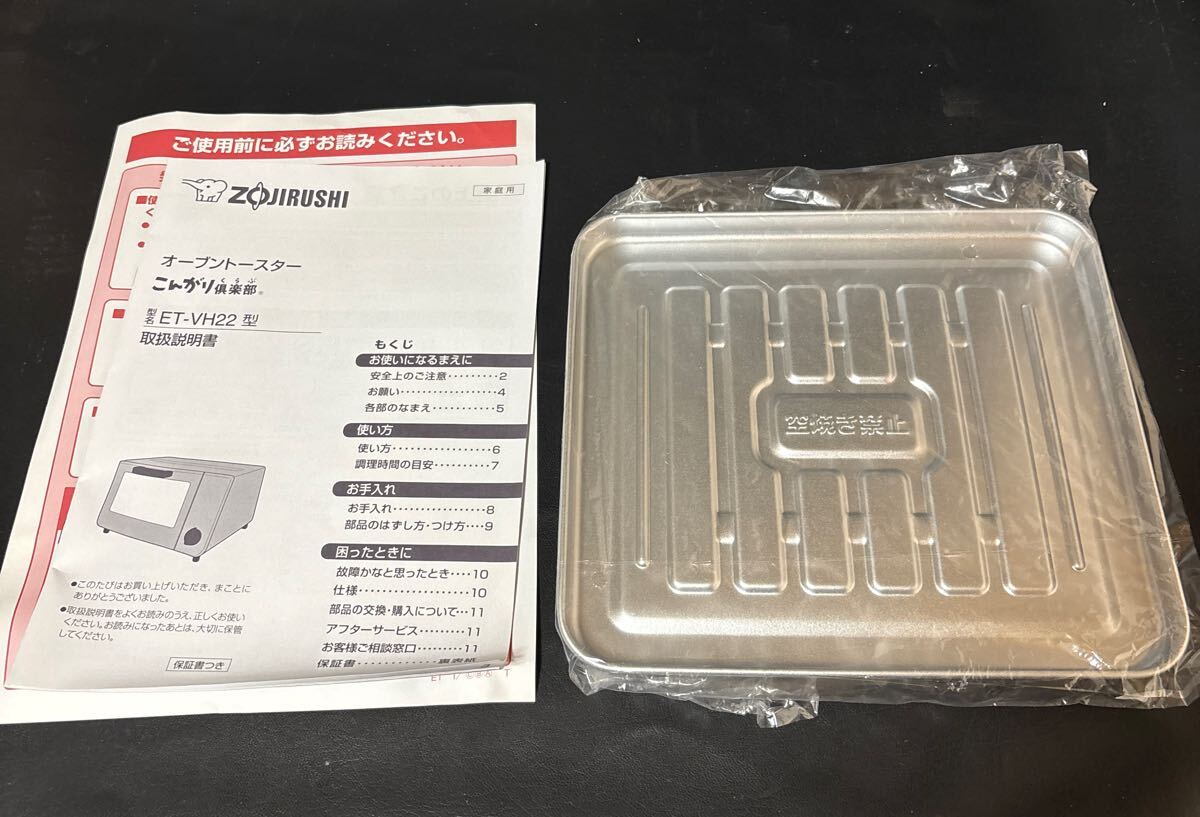 ご使用前に必ずお読みください。
ZOJIRUSHI
家庭用
オーブントースター
こんがり倶楽部®
くらぶ
型名 ET-VH22 型
取扱説明書
もくじ
お使いになるまえに
安全上のご注意·········2
お願い··················4
各部のなまえ············5
使い方
使い方··················6
調理時間の目安··········7
お手入れ
お手入れ················8
部品のはずし方・つけ方····9
困ったときに
故障かなと思ったとき····10
仕様····················10
部品の交換・購入について···11
アフターサービス·········11
お客様ご相談窓口·········11
保証書··············裏表紙
●このたびはお買い上げいただき、まことに
ありがとうございました。
●取扱説明書をよくお読みのうえ、正しくお使い
ください。お読みになったあとは、大切に保管
してください。
保証書つき
空焼き禁止